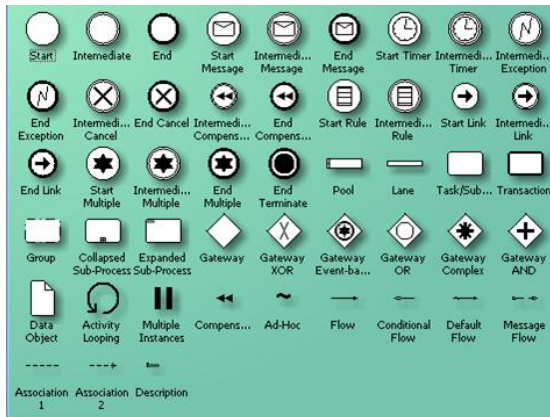 Start Intermediate End Start Intermedi... End Start Timer Intermedi... Intermedi...
Message Message Message Timer Exception
End Intermedi... End Cancel Intermedi... End Start Rule Intermedi... Start Link Intermedi...
Exception Cancel Compens... Compens... Rule Link
End Link Start Intermedi... End End Pool Lane Task/Sub... Transaction
Multiple Multiple Multiple Terminate
Group Collapsed Expanded Gateway Gateway Gateway Gateway Gateway Gateway
Sub-Process Sub-Process XOR Event-ba... OR Complex AND
Data Activity Multiple Compens... Ad-Hoc Flow Conditional Default Message
Object Looping Instances Flow Flow Flow
Association Association Description
1 2